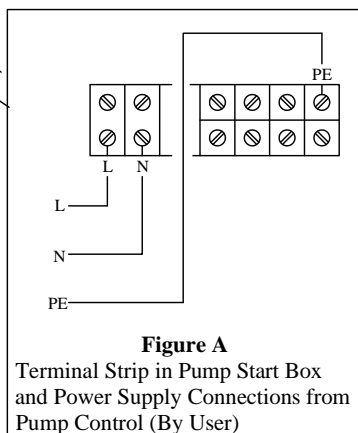 PE
L N
L
N
PE
Figure A
Terminal Strip in Pump Start Box
and Power Supply Connections from
Pump Control (By User)